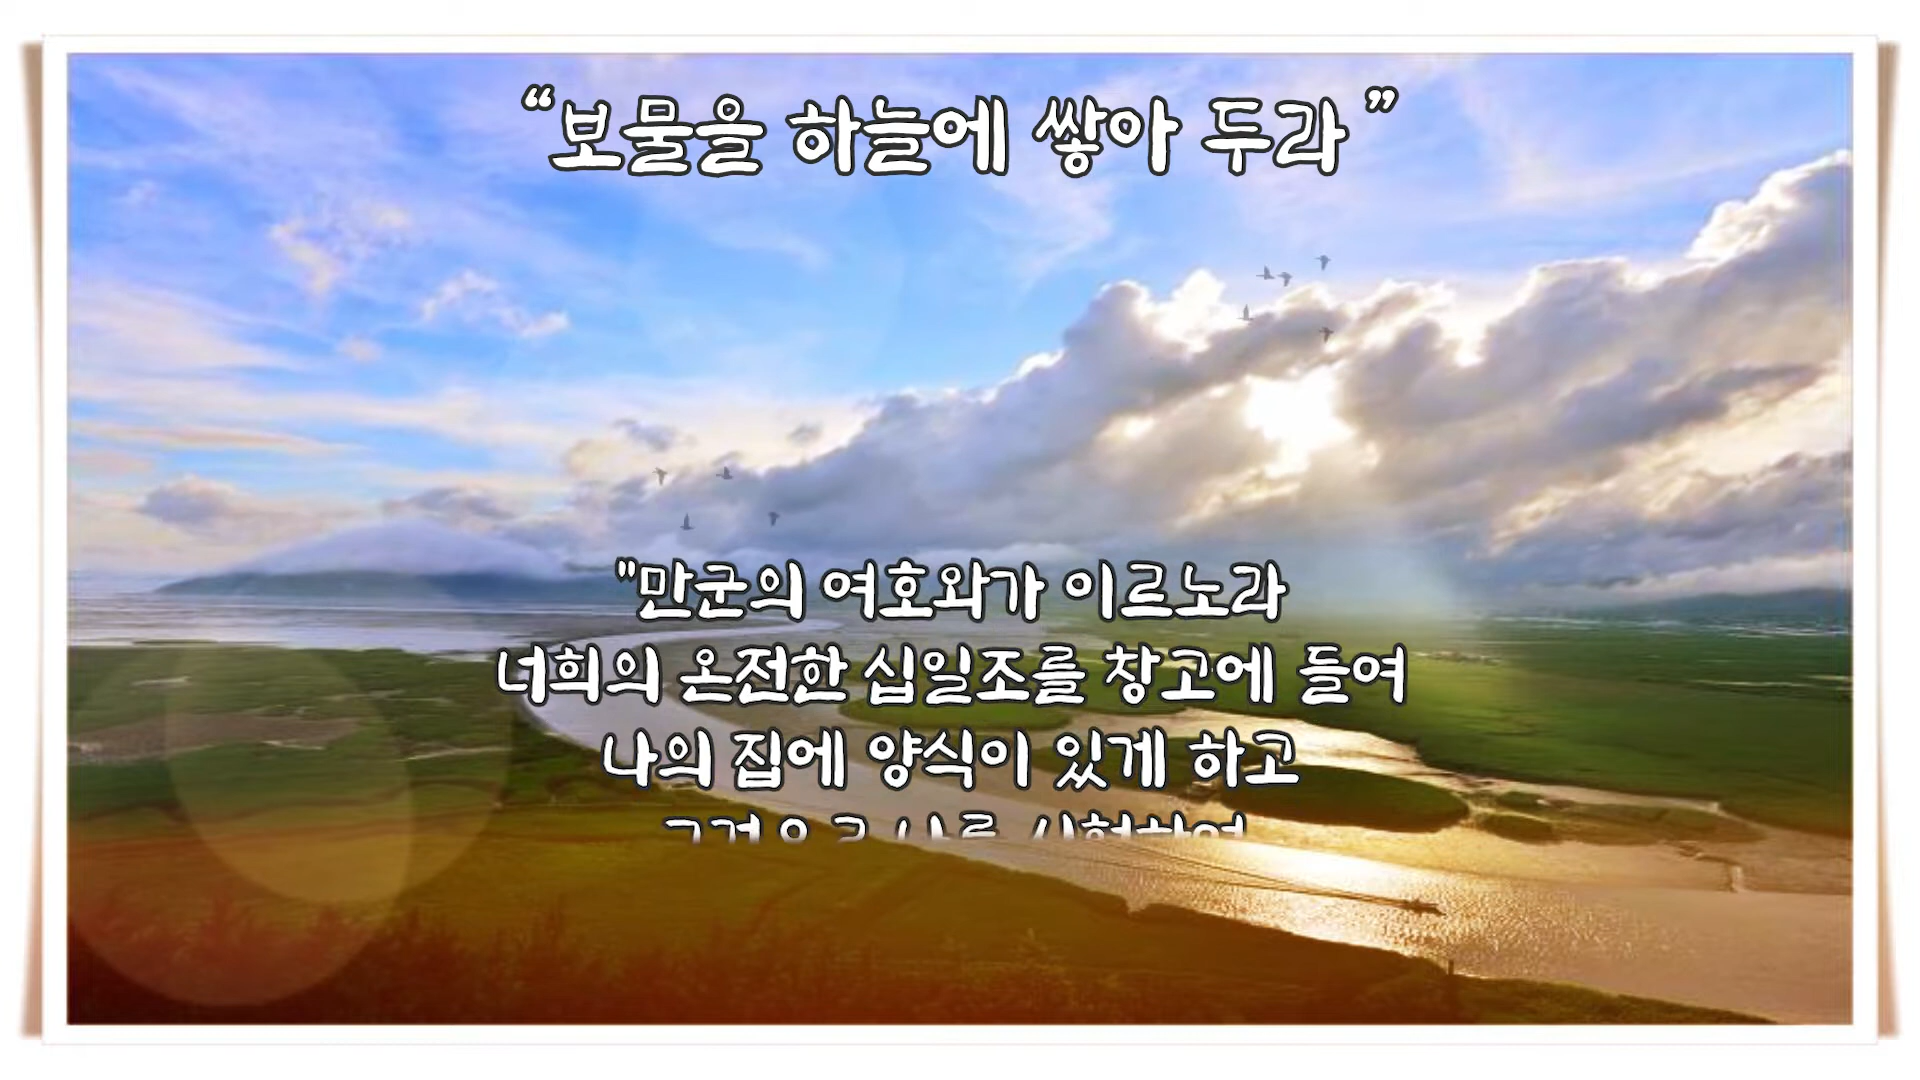 “보물을 하늘에 쌓아 두라”
"만군의 여호와가 이르노라
너희의 온전한 십일조를 창고에 들여
나의 집에 양식이 있게 하고